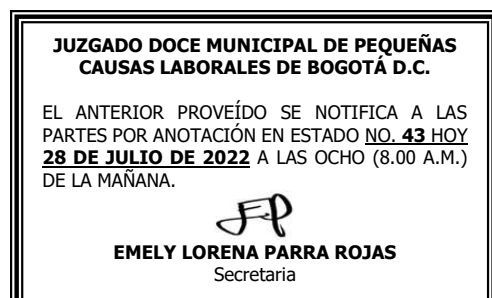 JUZGADO DOCE MUNICIPAL DE PEQUEÑAS
CAUSAS LABORALES DE BOGOTÁ D.C.
EL ANTERIOR PROVEÍDO SE NOTIFICA A LAS
PARTES POR ANOTACIÓN EN ESTADO NO. 43 HOY
28 DE JULIO DE 2022 A LAS OCHO (8.00 A.M.)
DE LA MAÑANA.
EMELY LORENA PARRA ROJAS
Secretaria